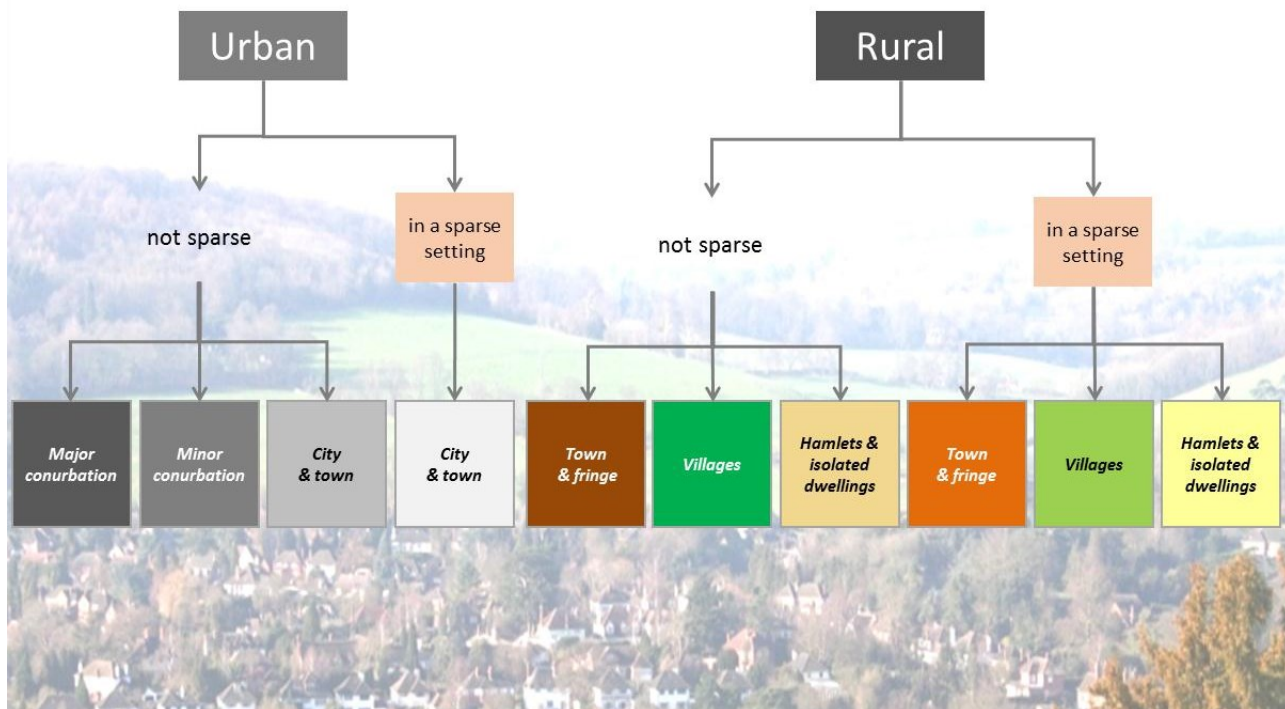 Urban
Rural
not sparse
in a sparse
setting
not sparse
in a sparse
setting
Major
conurbation
Minor
conurbation
City
& town
City
& town
Town
& fringe
Villages
Hamlets &
isolated
dwellings
Town
& fringe
Villages
Hamlets &
isolated
dwellings